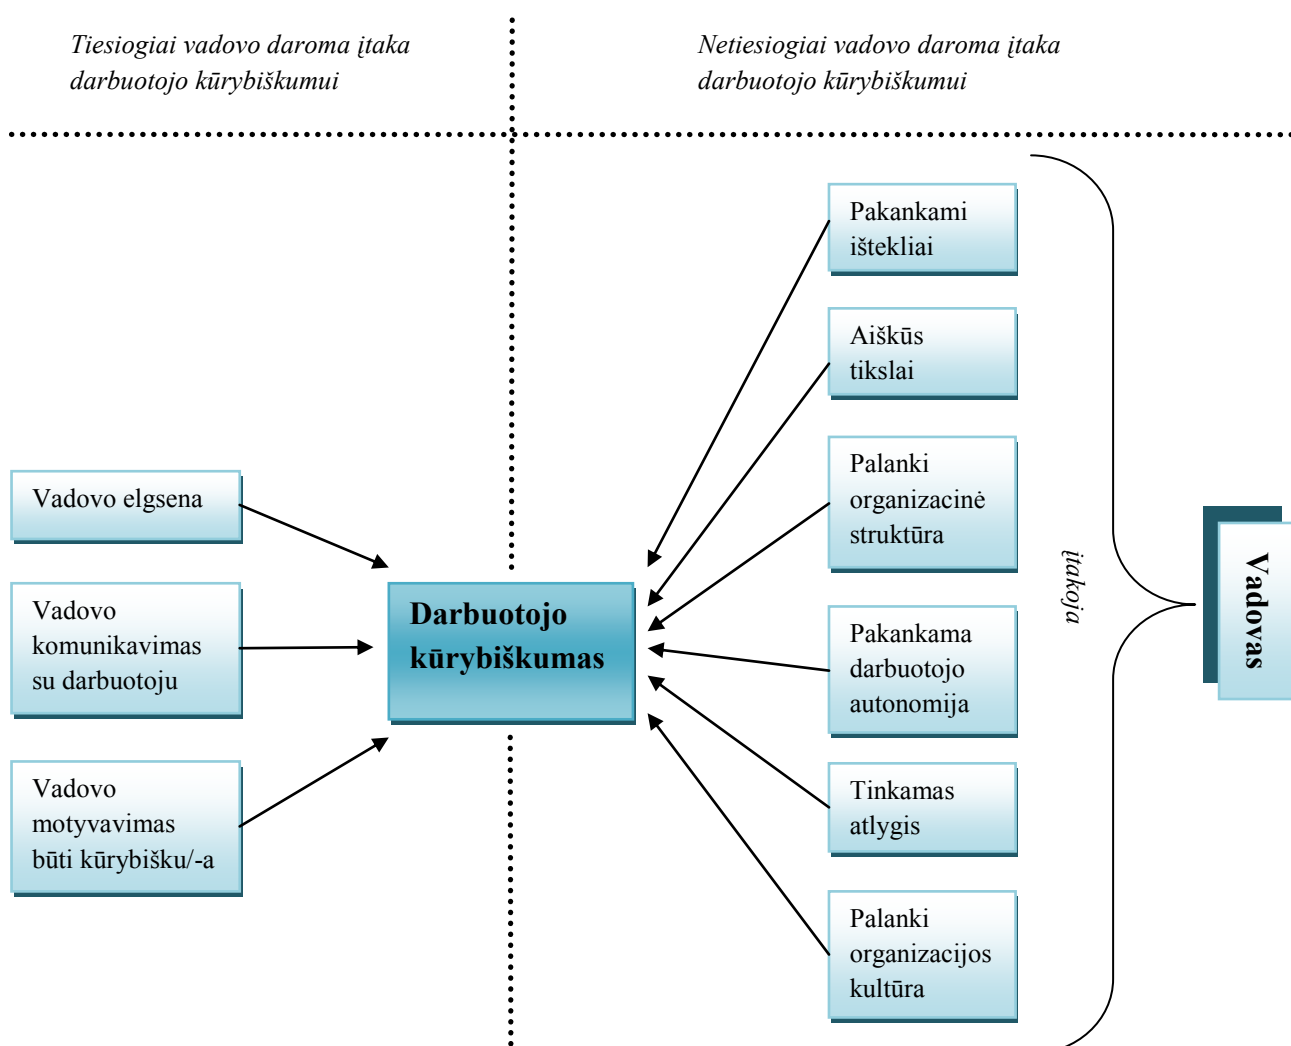 Tiesiogiai vadovo daroma įtaka
darbuotojo kūrybiškumui
Netiesiogiai vadovo daroma įtaka
darbuotojo kūrybiškumui
Vadovo elgsena
Vadovo
komunikavimas
su darbuotoju
Vadovo
motyvavimas
būti kūrybišku/-a
Darbuotojo
kūrybiškumas
Pakankami
ištekliai
Aiškūs
tikslai
Palanki
organizacinė
struktūra
Pakankama
darbuotojo
autonomija
Tinkamas
atlygis
Palanki
organizacijos
kultūra
įtakoja
Vadovas